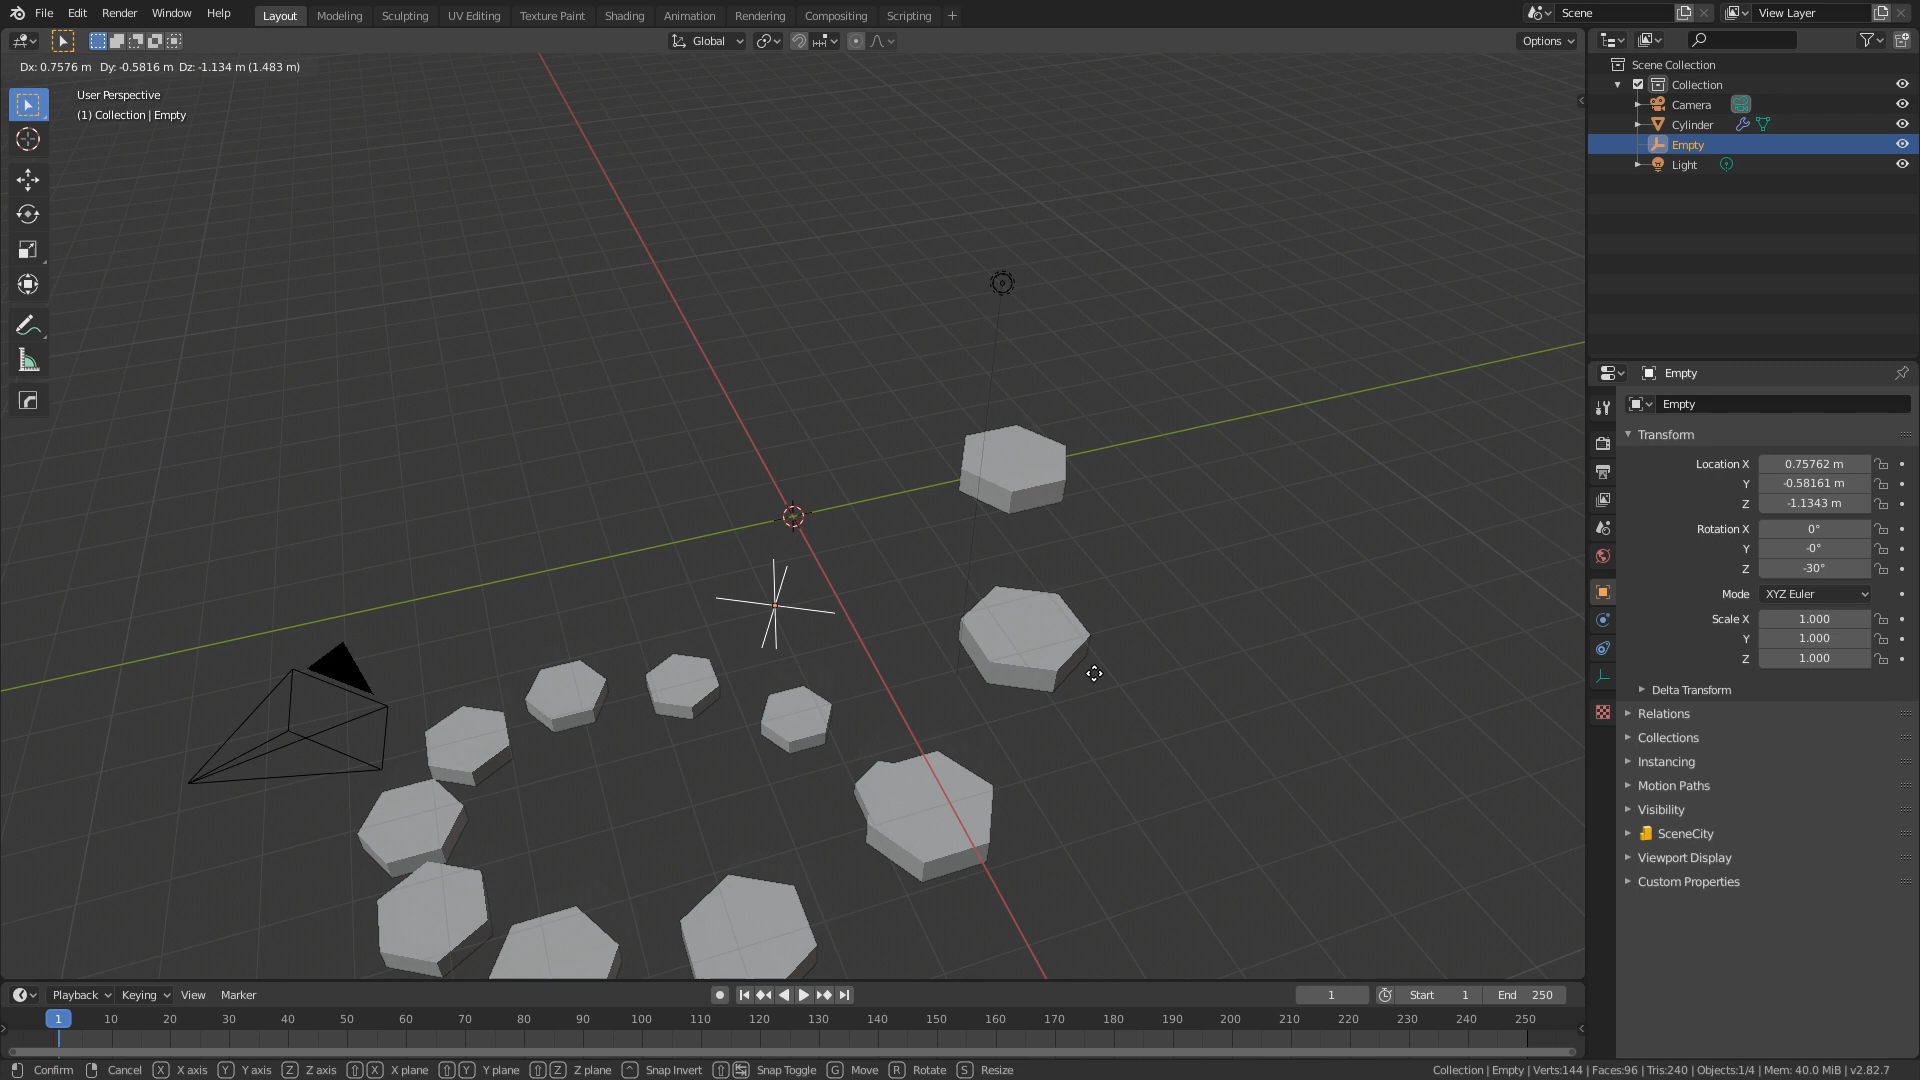 File Edit Render Window Help
Layout Modeling Sculpting UV Editing Texture Paint Shading Animation Rendering Compositing Scripting +
Scene
View Layer
Global
Options
Dx: 0.7576 m Dy: -0.5816 m Dz: -1.134 m (1.483 m)
User Perspective
(1) Collection | Empty
Scene Collection
Collection
Camera
Cylinder
Empty
Light
Empty
Empty
Transform
Location X 0.75762 m
Y -0.58161 m
Z -1.1343 m
Rotation X 0°
Y -0°
Z -30°
Mode XYZ Euler
Scale X 1.000
Y 1.000
Z 1.000
Delta Transform
Relations
Collections
Instancing
Motion Paths
Visibility
SceneCity
Viewport Display
Custom Properties
Playback Keying View Marker
1
Start 1
End 250
1 10 20 30 40 50 60 70 80 90 100 110 120 130 140 150 160 170 180 190 200 210 220 230 240 250
Confirm Cancel X X axis Y Y axis Z Z axis X X plane Y Y plane Z Z plane ^ Snap Invert Snap Toggle G Move R Rotate S Resize
Collection | Empty | Verts:144 | Faces:96 | Tris:240 | Objects:1/4 | Mem: 40.0 MiB | v2.82.7